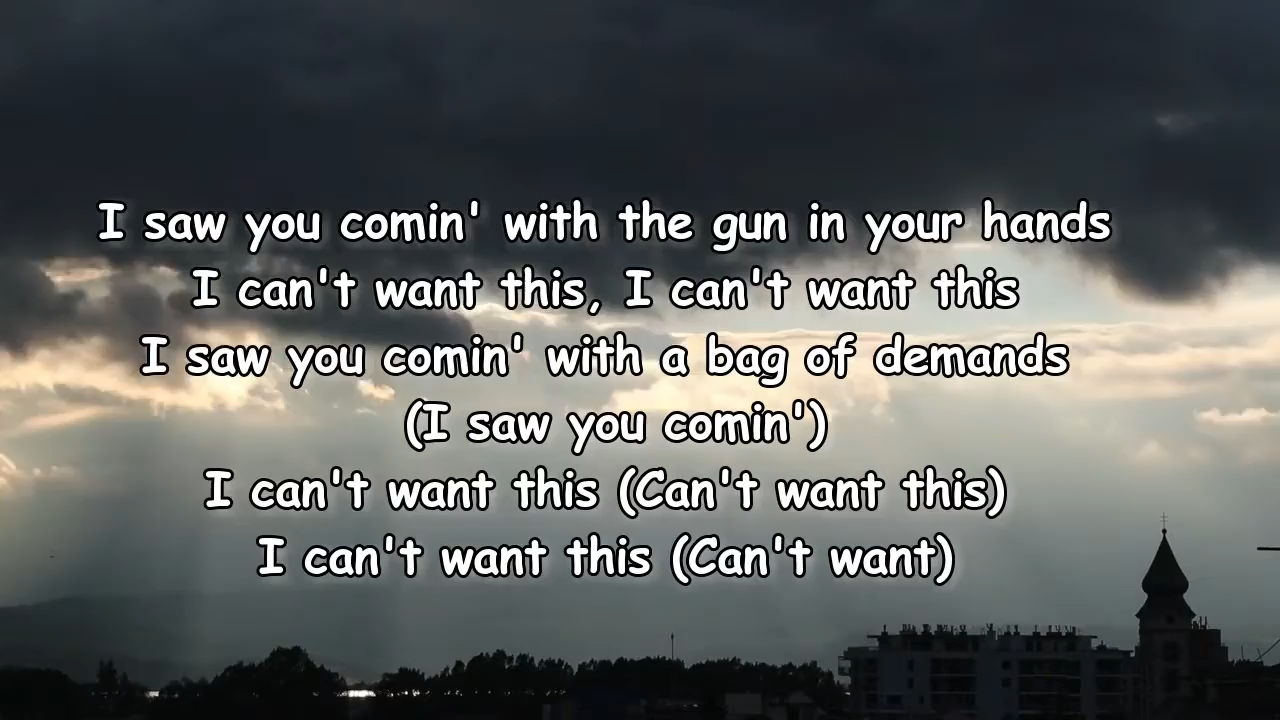 I saw you comin' with the gun in your hands
I can't want this, I can't want this
I saw you comin' with a bag of demands
(I saw you comin')
I can't want this (Can't want this)
I can't want this (Can't want)